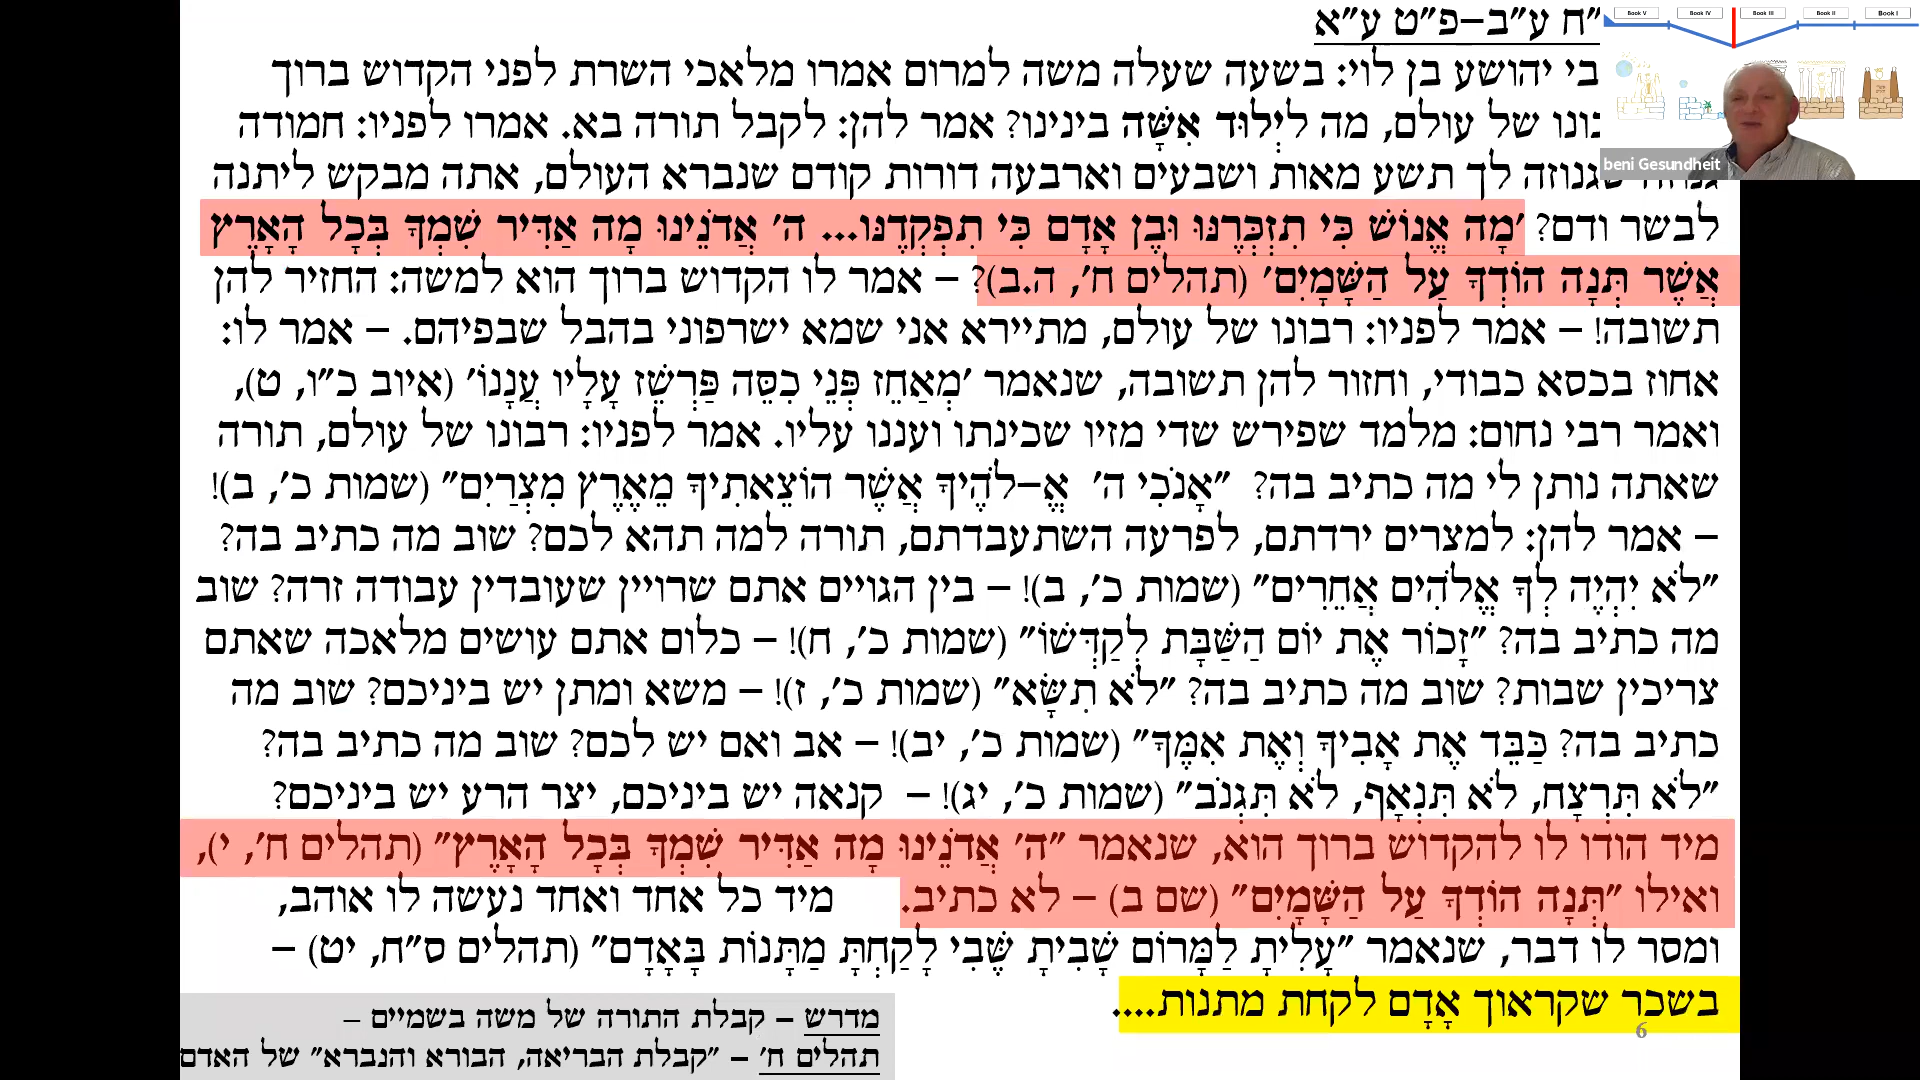 ״ח ע״ב–פ״ט ע״א
Book V Book IV Book III Book II Book I
בי יהושע בן לוי: בשעה שעלה משה למרום אמרו מלאכי השרת לפני הקדוש ברוך
של עולם, מה לִילוּד אִשָּׁה בינינו? אמר להן: לקבל תורה בא. אמרו לפניו: חמודה
לך תשע מאות ושבעים וארבעה דורות קודם שנברא העולם, אתה מבקש ליתנה
beni Gesundheit
לבשר ודם? ׳מָה אֱנוֹשׁ כִּי תִזְכְּרֶנּוּ וּבֶן אָדָם כִּי תִפְקְדֶנּוּ... ה׳ אֲדֹנֵינוּ מָה אַדִּיר שִׁמְךָ בְּכָל הָאָרֶץ
אֲשֶׁר תְּנָה הוֹדְךָ עַל הַשָּׁמָיִם׳ (תהלים ח׳, ה.ב)? – אמר לו הקדוש ברוך הוא למשה: החזיר להן
תשובה! – אמר לפניו: רבונו של עולם, מתיירא אני שמא ישרפוני בהבל שבפיהם. – אמר לו:
אחוז בכסא כבודי, וחזור להן תשובה, שנאמר ׳מְאַחֵז פְּנֵי כִסֵּה פַּרְשֵׁז עָלָיו עֲנָנוֹ׳ (איוב כ״ו, ט),
ואמר רבי נחום: מלמד שפירש שדי מזיו שכינתו ועננו עליו. אמר לפניו: רבונו של עולם, תורה
שאתה נותן לי מה כתיב בה? ״אָנֹכִי ה׳ אֱ–לֹהֶיךָ אֲשֶׁר הוֹצֵאתִיךָ מֵאֶרֶץ מִצְרַיִם״ (שמות כ׳, ב)!
– אמר להן: למצרים ירדתם, לפרעה השתעבדתם, תורה למה תהא לכם? שוב מה כתיב בה?
״לֹא יִהְיֶה לְךָ אֱלֹהִים אֲחֵרִים״ (שמות כ׳, ב)! – בין הגויים אתם שרויין שעובדין עבודה זרה? שוב
מה כתיב בה? ״זָכוֹר אֶת יוֹם הַשַּׁבָּת לְקַדְּשׁוֹ״ (שמות כ׳, ח)! – כלום אתם עושים מלאכה שאתם
צריכין שבות? שוב מה כתיב בה? ״לֹא תִשָּׂא״ (שמות כ׳, ז)! – משא ומתן יש ביניכם? שוב מה
כתיב בה? כַּבֵּד אֶת אָבִיךָ וְאֶת אִמֶּךָ״ (שמות כ׳, יב)! – אב ואם יש לכם? שוב מה כתיב בה?
״לֹא תִּרְצָח, לֹא תִּנְאָף, לֹא תִּגְנֹב״ (שמות כ׳, יג)! – קנאה יש ביניכם, יצר הרע יש ביניכם?
מיד הודו לו להקדוש ברוך הוא, שנאמר ״ה׳ אֲדֹנֵינוּ מָה אַדִּיר שִׁמְךָ בְּכָל הָאָרֶץ״ (תהלים ח׳, י),
ואילו ״תְּנָה הוֹדְךָ עַל הַשָּׁמָיִם״ (שם ב) – לא כתיב. מיד כל אחד ואחד נעשה לו אוהב,
ומסר לו דבר, שנאמר ״עָלִיתָ לַמָּרוֹם שָׁבִיתָ שֶּׁבִי לָקַחְתָּ מַתָּנוֹת בָּאָדָם״ (תהלים ס״ח, יט) –
בשכר שקראוך אָדָם לקחת מתנות....
6
מדרש – קבלת התורה של משה בשמיים –
תהלים ח׳ – ״קבלת הבריאה, הבורא והנברא״ של האדם